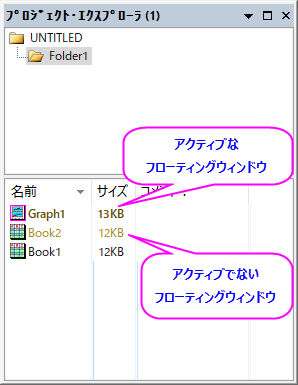 ﾌﾟﾛｼﾞｪｸﾄ･ｴｸｽﾌﾟﾛｰﾗ (1)
UNTITLED
Folder1
アクティブな
フローティングウィンドウ
名前 サイズ
Graph1 13KB
Book2 12KB
Book1 12KB
アクティブでない
フローティングウィンドウ